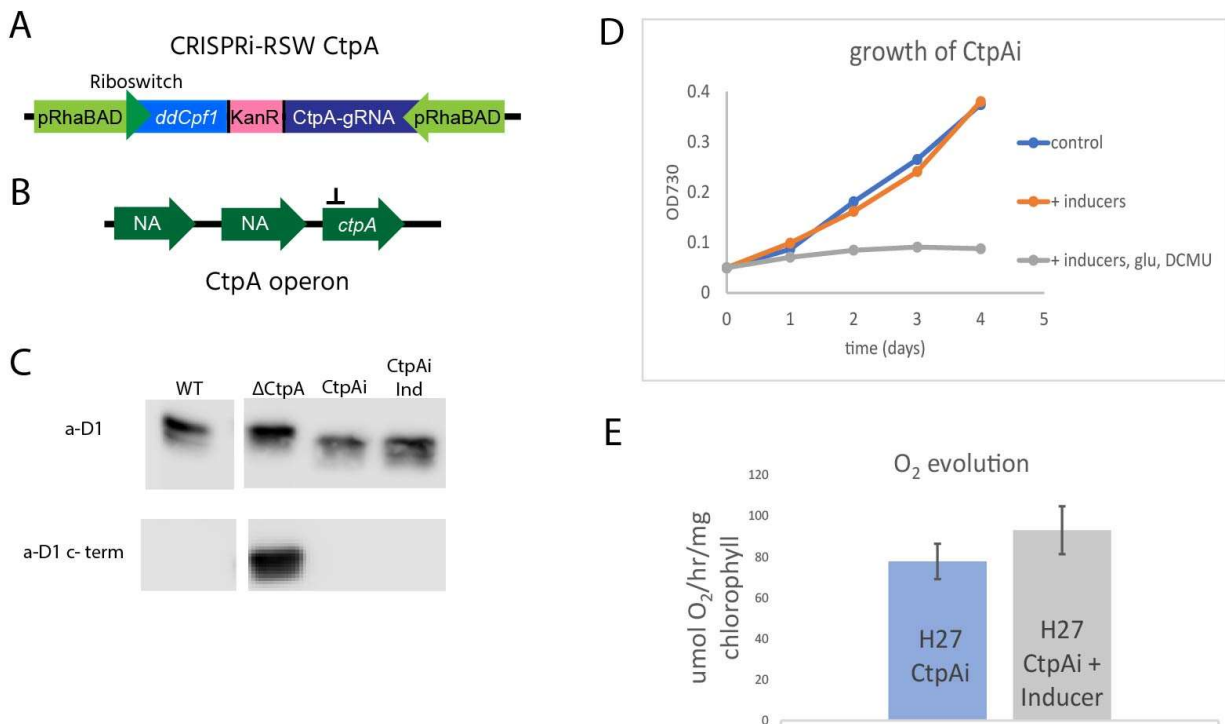 A
CRISPRi-RSW CtpA
Riboswitch
pRhaBAD
ddCpf1
KanR
CtpA-gRNA
pRhaBAD
B
NA
NA
ctpA
CtpA operon
C
WT
ΔCtpA
CtpAi
CtpAi
Ind
a-D1
a-D1 c- term
D
growth of CtpAi
OD730
0.4
0.3
0.2
0.1
0
0
1
2
3
4
5
time (days)
control
+ inducers
+ inducers, glu, DCMU
E
O₂ evolution
umol O₂/hr/mg
chlorophyll
120
100
80
60
40
20
0
H27
CtpAi
H27
CtpAi +
Inducer